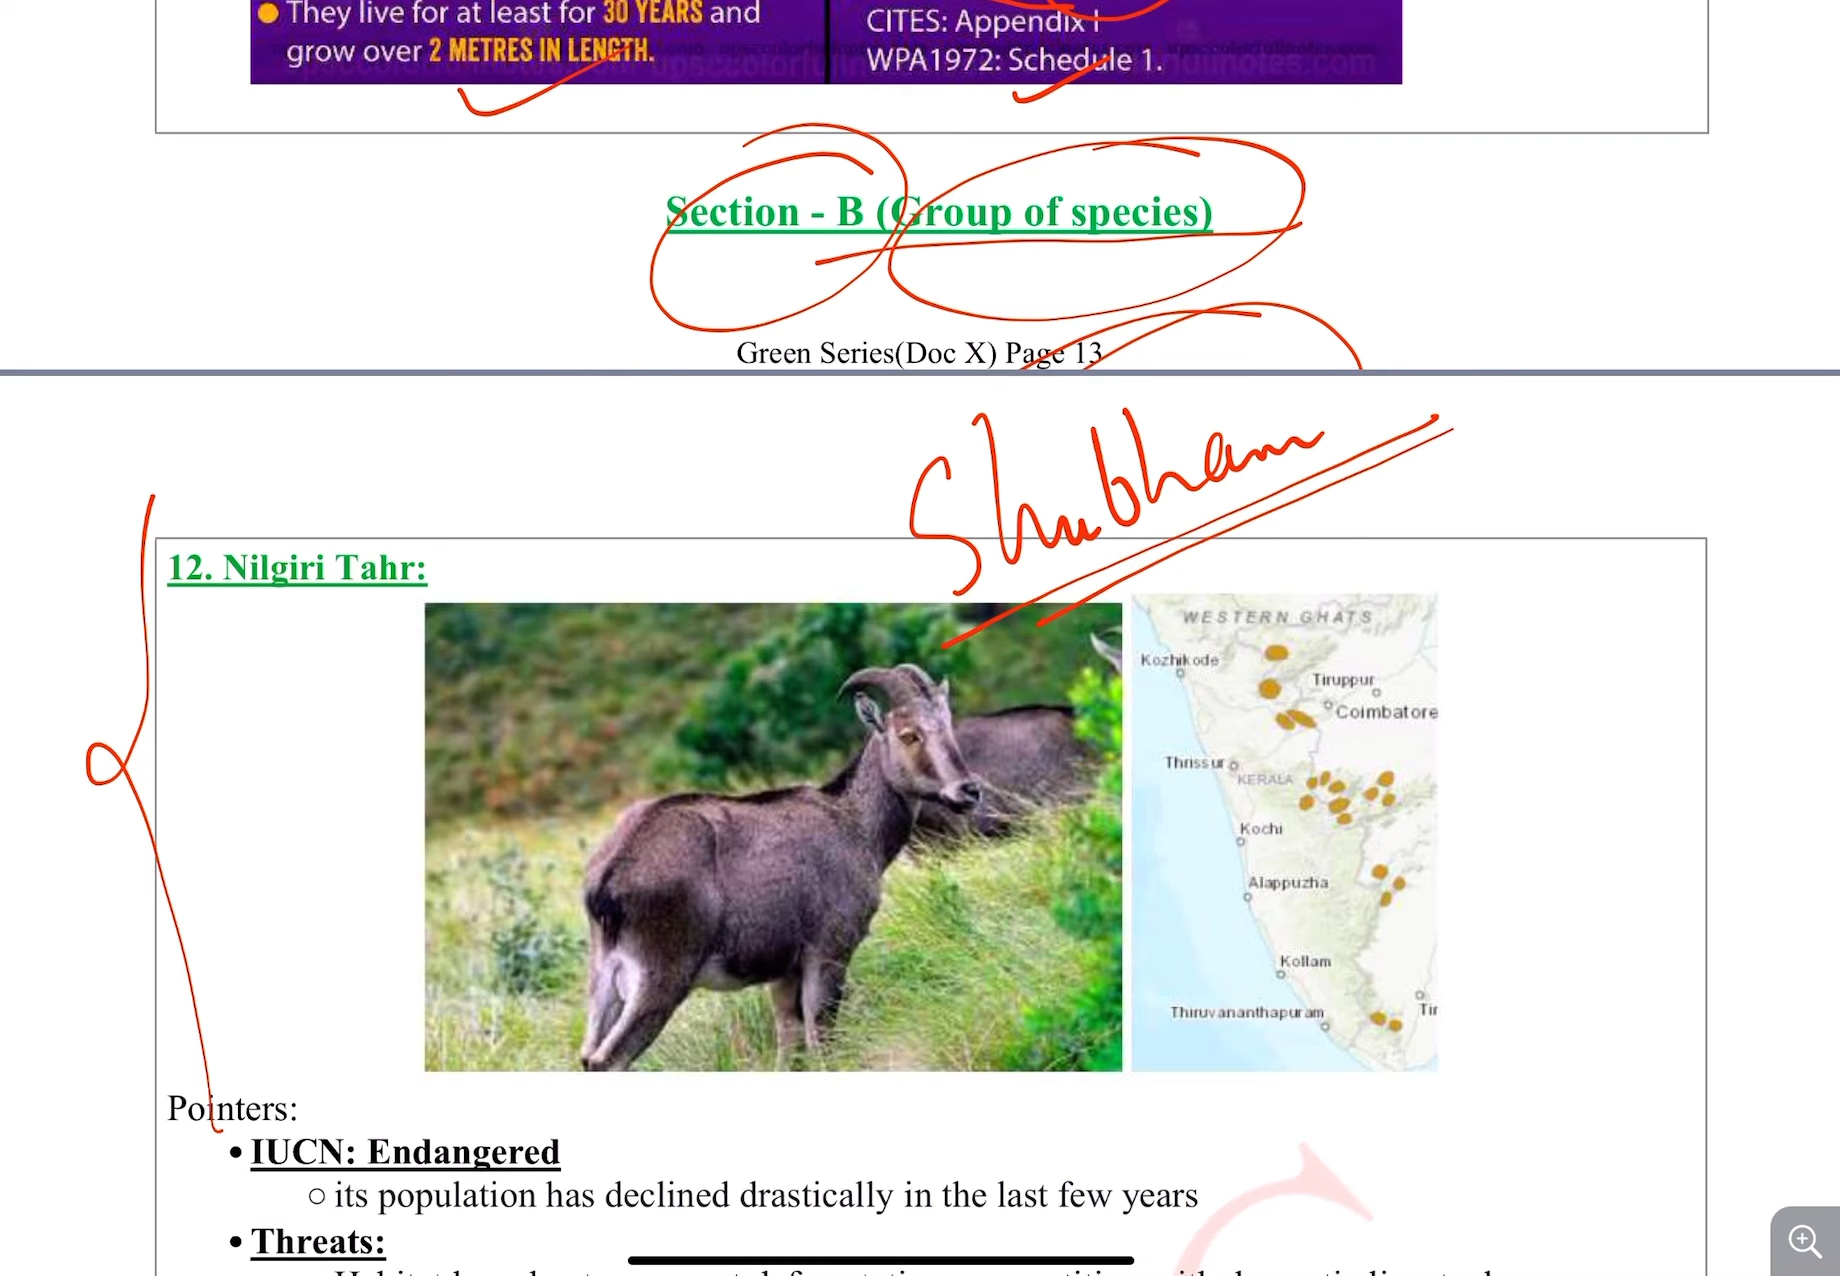 They live for at least for 30 YEARS and
grow over 2 METRES IN LENGTH.
CITES: Appendix I
WPA1972: Schedule 1.
Section - B (Group of species)
Green Series(Doc X) Page 13
Shubham
12. Nilgiri Tahr:
WESTERN GHATS
Kozhikode
Tiruppur
Coimbatore
Thrissur
KERALA
Kochi
Alappuzha
Kollam
Thiruvananthapuram
Tir
Pointers:
• IUCN: Endangered
○ its population has declined drastically in the last few years
• Threats: